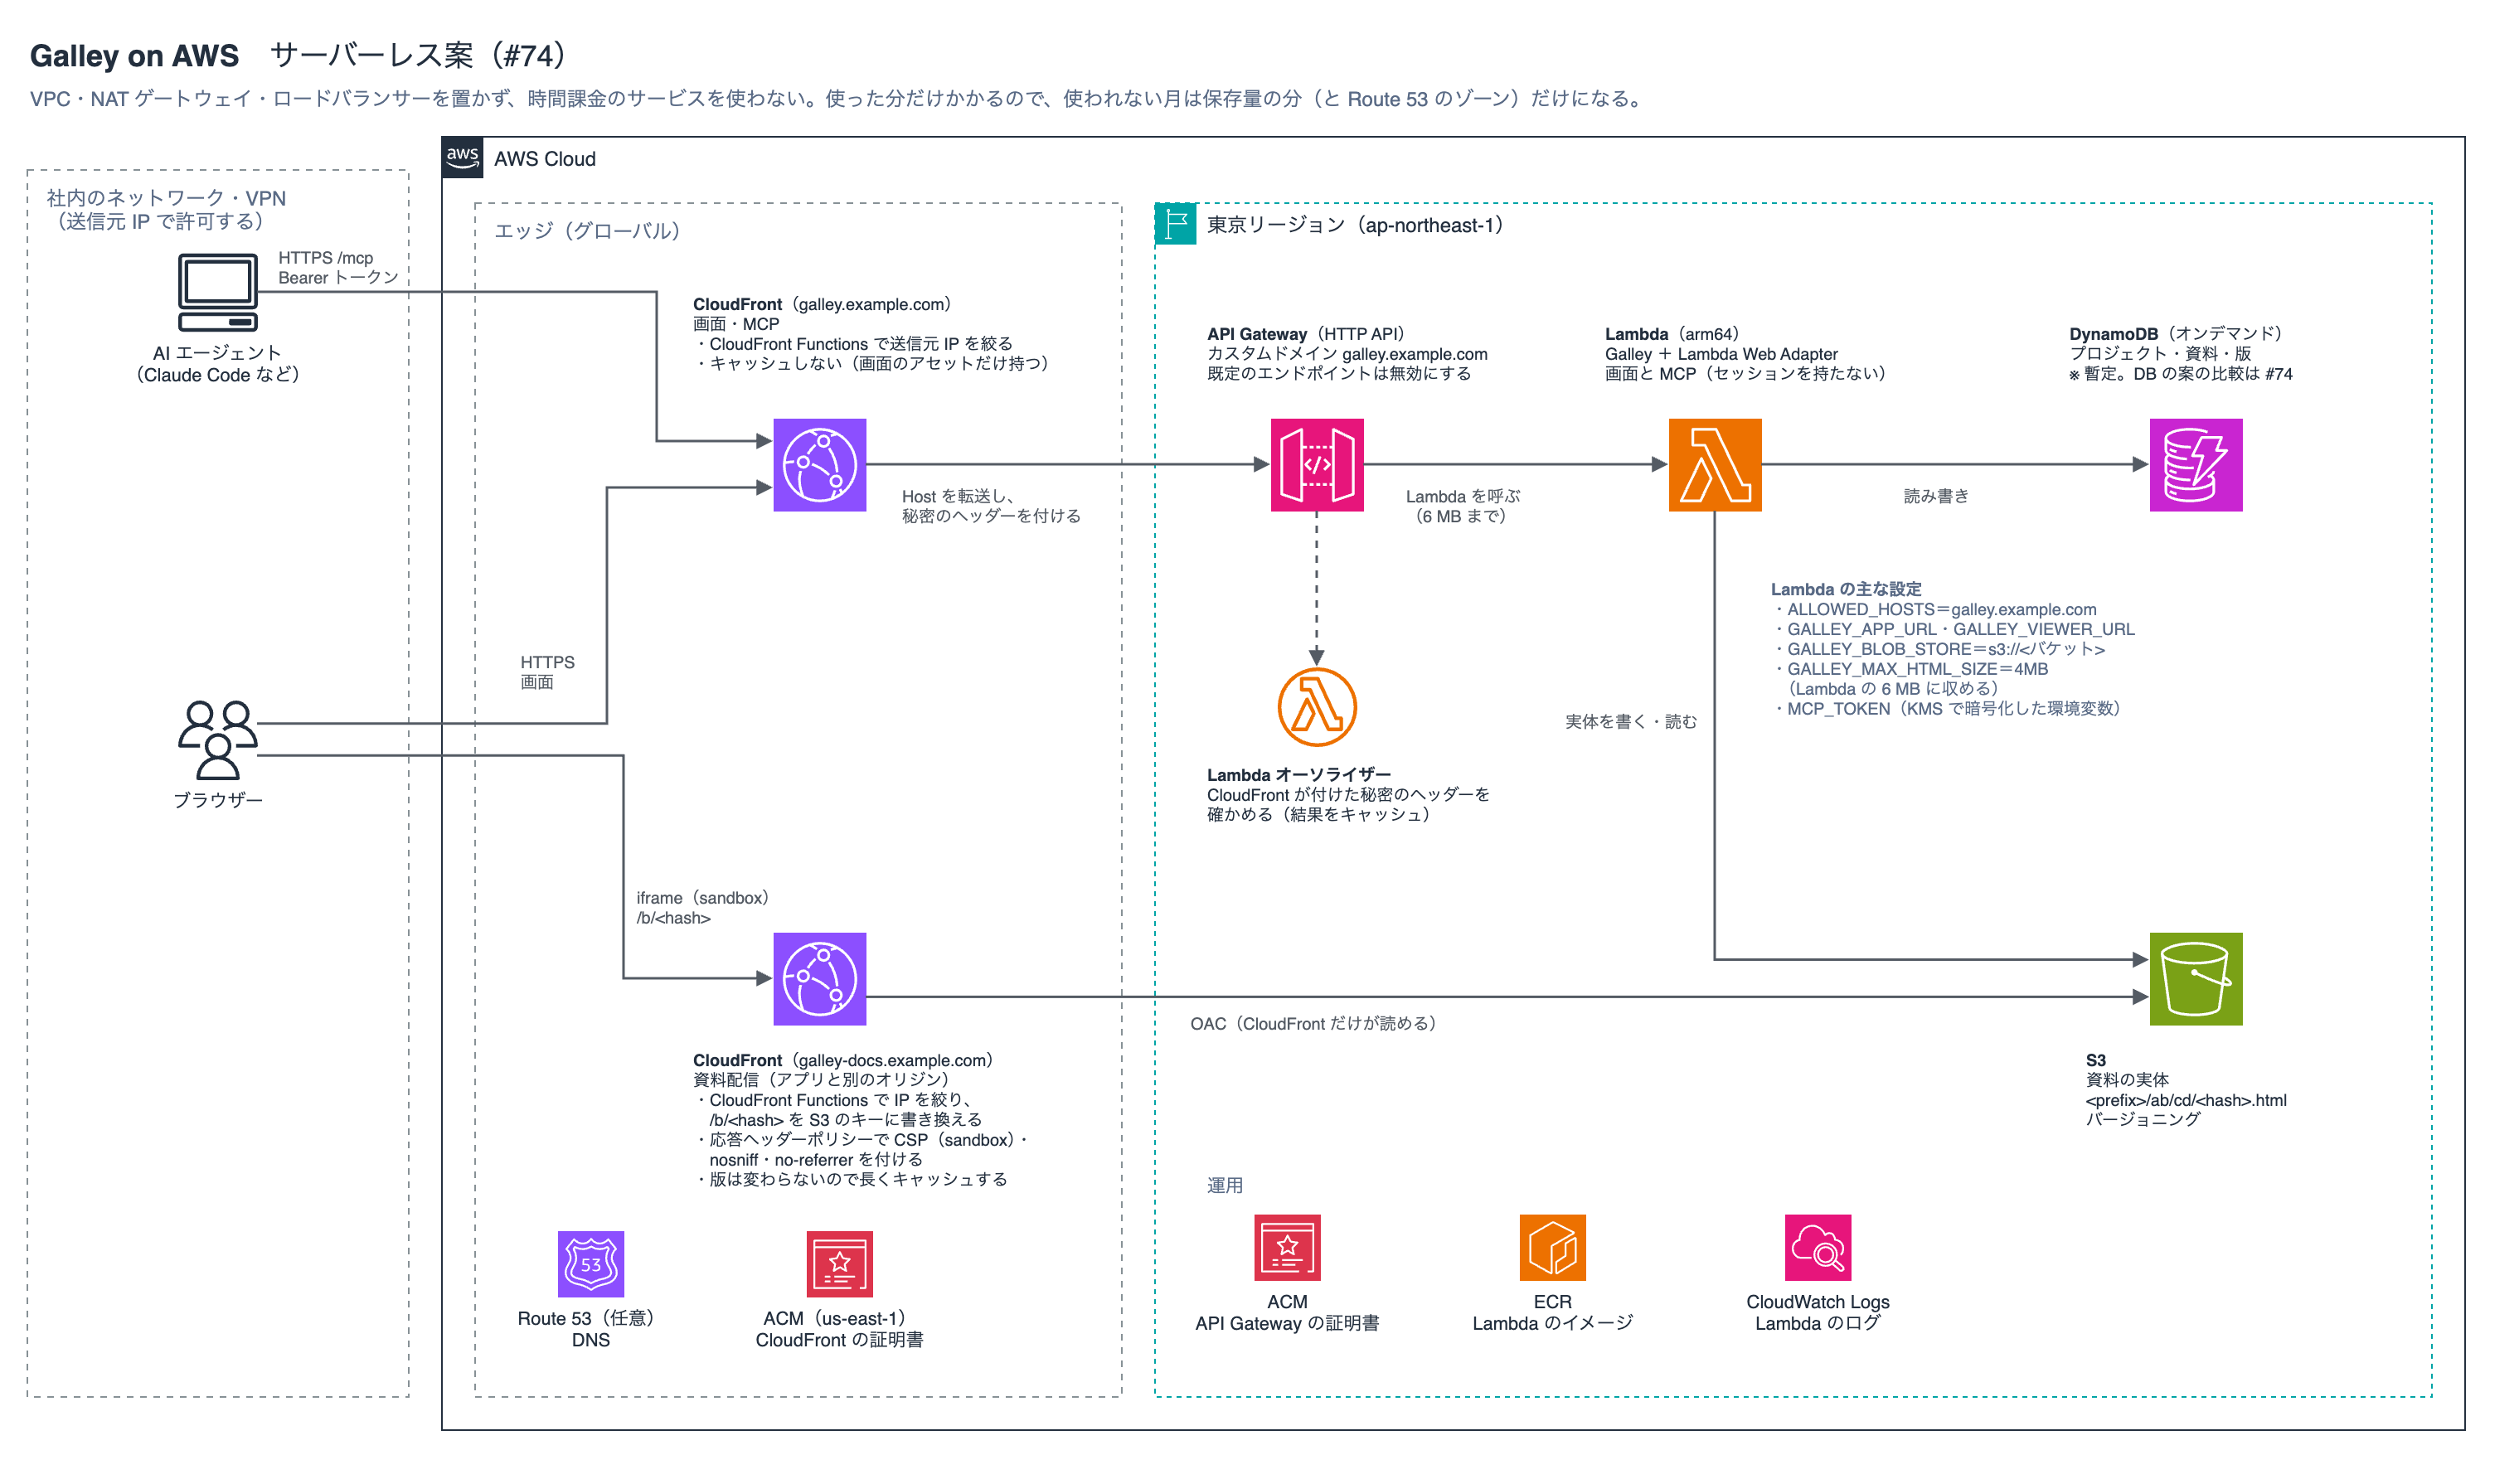 Galley on AWS　サーバーレス案（#74）
VPC・NAT ゲートウェイ・ロードバランサーを置かず、時間課金のサービスを使わない。使った分だけかかるので、使われない月は保存量の分（と Route 53 のゾーン）だけになる。
aws
AWS Cloud
社内のネットワーク・VPN
（送信元 IP で許可する）
HTTPS /mcp
Bearer トークン
AI エージェント
（Claude Code など）
HTTPS
画面
ブラウザー
iframe（sandbox）
/b/<hash>
エッジ（グローバル）
CloudFront（galley.example.com）
画面・MCP
・CloudFront Functions で送信元 IP を絞る
・キャッシュしない（画面のアセットだけ持つ）
Host を転送し、
秘密のヘッダーを付ける
CloudFront（galley-docs.example.com）
資料配信（アプリと別のオリジン）
・CloudFront Functions で IP を絞り、
/b/<hash> を S3 のキーに書き換える
・応答ヘッダーポリシーで CSP（sandbox）・
nosniff・no-referrer を付ける
・版は変わらないので長くキャッシュする
53
Route 53（任意）
DNS
ACM（us-east-1）
CloudFront の証明書
東京リージョン（ap-northeast-1）
API Gateway（HTTP API）
カスタムドメイン galley.example.com
既定のエンドポイントは無効にする
</>
Lambda を呼ぶ
（6 MB まで）
Lambda（arm64）
Galley ＋ Lambda Web Adapter
画面と MCP（セッションを持たない）
読み書き
DynamoDB（オンデマンド）
プロジェクト・資料・版
※ 暫定。DB の案の比較は #74
Lambda の主な設定
・ALLOWED_HOSTS＝galley.example.com
・GALLEY_APP_URL・GALLEY_VIEWER_URL
・GALLEY_BLOB_STORE＝s3://<バケット>
・GALLEY_MAX_HTML_SIZE＝4MB
（Lambda の 6 MB に収める）
・MCP_TOKEN（KMS で暗号化した環境変数）
実体を書く・読む
Lambda オーソライザー
CloudFront が付けた秘密のヘッダーを
確かめる（結果をキャッシュ）
OAC（CloudFront だけが読める）
S3
資料の実体
<prefix>/ab/cd/<hash>.html
バージョニング
運用
ACM
API Gateway の証明書
ECR
Lambda のイメージ
CloudWatch Logs
Lambda のログ